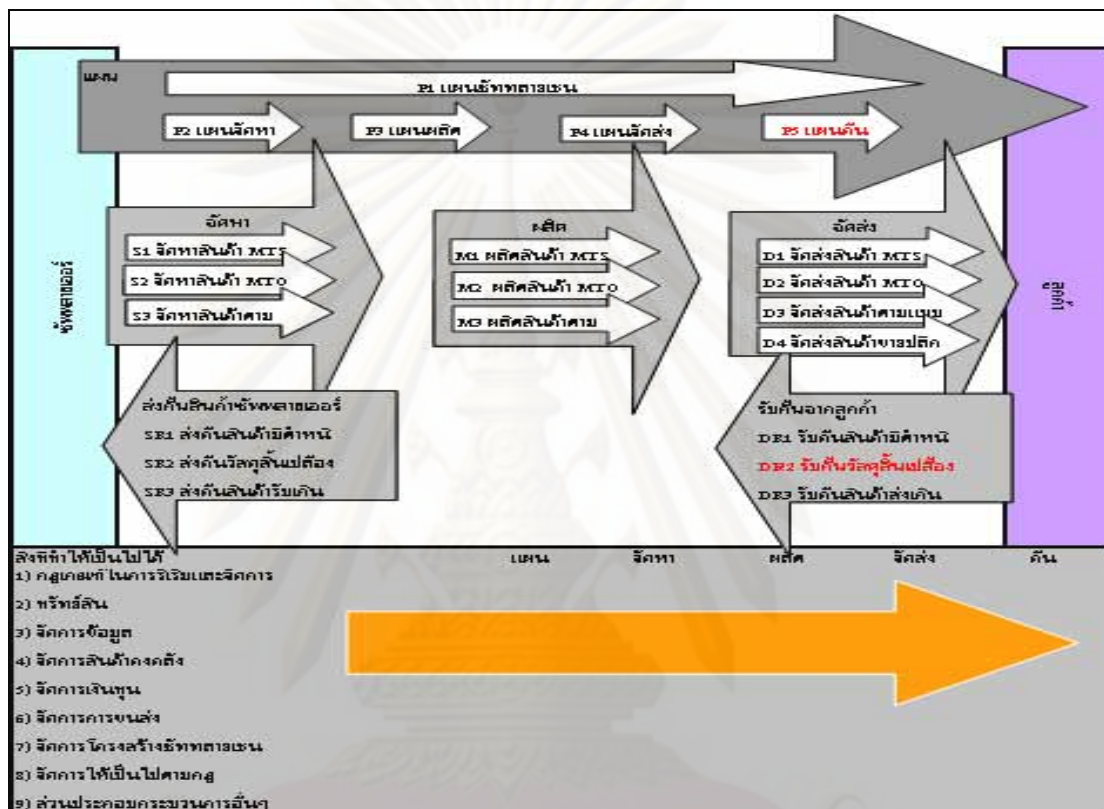 แผน
P1 แผนซัพพลายเชน
P2 แผนจัดหา
P3 แผนผลิต
P4 แผนจัดส่ง
P5 แผนคืน
จัดหา
S1 จัดหาสินค้า MTS
S2 จัดหาสินค้า MTO
S3 จัดหาสินค้าตาม
ผลิต
M1 ผลิตสินค้า MTS
M2 ผลิตสินค้า MTO
M3 ผลิตสินค้าตาม
จัดส่ง
D1 จัดส่งสินค้า MTS
D2 จัดส่งสินค้า MTO
D3 จัดส่งสินค้าตามแบบ
D4 จัดส่งสินค้าขายปลีก
ซัพพลายเออร์
ลูกค้า
ส่งคืนสินค้าซัพพลายเออร์
SR1 ส่งคืนสินค้ามีตำหนิ
SR2 ส่งคืนวัสดุสิ้นเปลือง
SR3 ส่งคืนสินค้ารับเกิน
รับคืนจากลูกค้า
DR1 รับคืนสินค้ามีตำหนิ
DR2 รับคืนวัสดุสิ้นเปลือง
DR3 รับคืนสินค้าส่งเกิน
สิ่งที่ทำให้เป็นไปได้ แผน จัดหา ผลิต จัดส่ง คืน
1) กฎเกณฑ์ในการริเริ่มและจัดการ
2) ทรัพย์สิน
3) จัดการข้อมูล
4) จัดการสินค้าคงคลัง
5) จัดการเงินทุน
6) จัดการการขนส่ง
7) จัดการโครงสร้างซัพพลายเชน
8) จัดการให้เป็นไปตามกฎ
9) ส่วนประกอบกระบวนการอื่นๆ